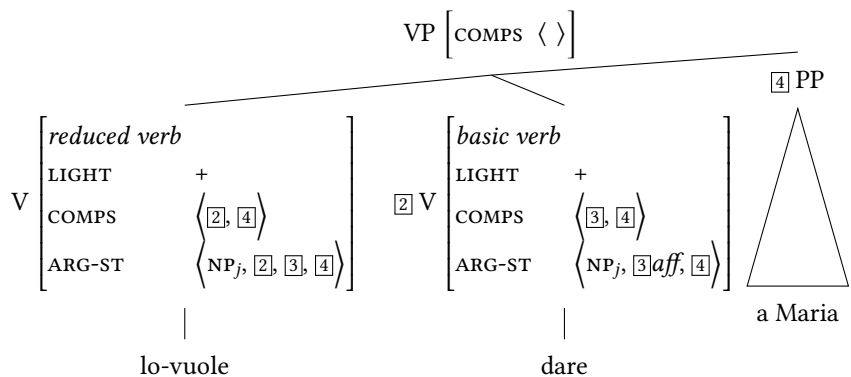 VP [COMPS ⟨ ⟩]
4 PP
V [reduced verb
LIGHT +
COMPS ⟨2, 4⟩
ARG-ST ⟨NPj, 2, 3, 4⟩]
2 V [basic verb
LIGHT +
COMPS ⟨3, 4⟩
ARG-ST ⟨NPj, 3aff, 4⟩]
a Maria
lo-vuole
dare